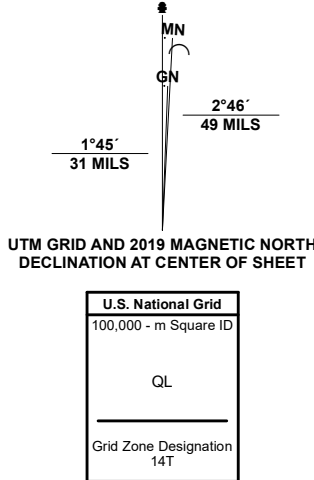 MN
GN
2°46´
49 MILS
1°45´
31 MILS
UTM GRID AND 2019 MAGNETIC NORTH
DECLINATION AT CENTER OF SHEET
U.S. National Grid
100,000 - m Square ID
QL
Grid Zone Designation
14T